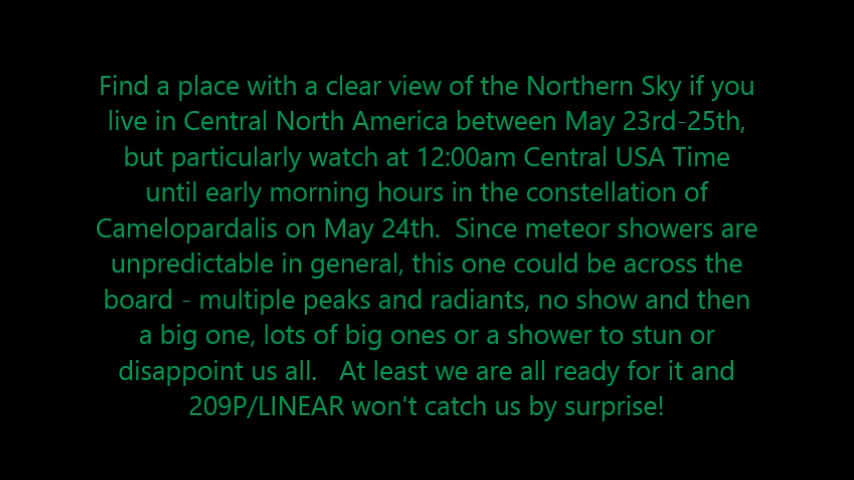 Find a place with a clear view of the Northern Sky if you
live in Central North America between May 23rd-25th,
but particularly watch at 12:00am Central USA Time
until early morning hours in the constellation of
Camelopardalis on May 24th.  Since meteor showers are
unpredictable in general, this one could be across the
board - multiple peaks and radiants, no show and then
a big one, lots of big ones or a shower to stun or
disappoint us all.   At least we are all ready for it and
209P/LINEAR won't catch us by surprise!